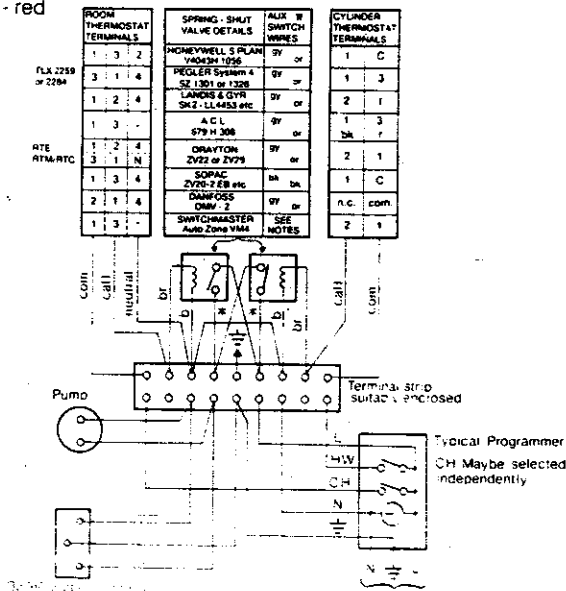 - red
ROOM THERMOSTAT TERMINALS
SPRING - SHUT VALVE DETAILS
AUX SWITCH WIRES
CYLINDER THERMOSTAT TERMINALS
1 3 2
HONEYWELL S PLAN V4043H 1056
gy or
1 C
TLX 2259 or 2284
3 1 4
PEGLER System 4 SZ 1301 or 1326
gy or
1 3
1 2 4
LANDIS & GYR SK2 - LL4453 etc
gy or
2 1
1 3 -
A C L 679 H 308
gy or
1 3
bk r
RTE
RTM/RTC
1 2 4
3 1 N
DRAYTON ZV22 or ZV29
gy or
2 1
1 3 4
SOPAC ZV20-2 EB etc
bk bk
1 C
2 1 4
DANFOSS OMV - 2
gy or
n.c. com.
1 3 -
SWITCHMASTER Auto Zone VM4
SEE NOTES
2 1
com
call
neutral
br
b
*
*
b
br
call
com
Terminal strip
suitably enclosed
Pump
L
HW
CH
N
Typical Programmer
CH Maybe selected
independently
N